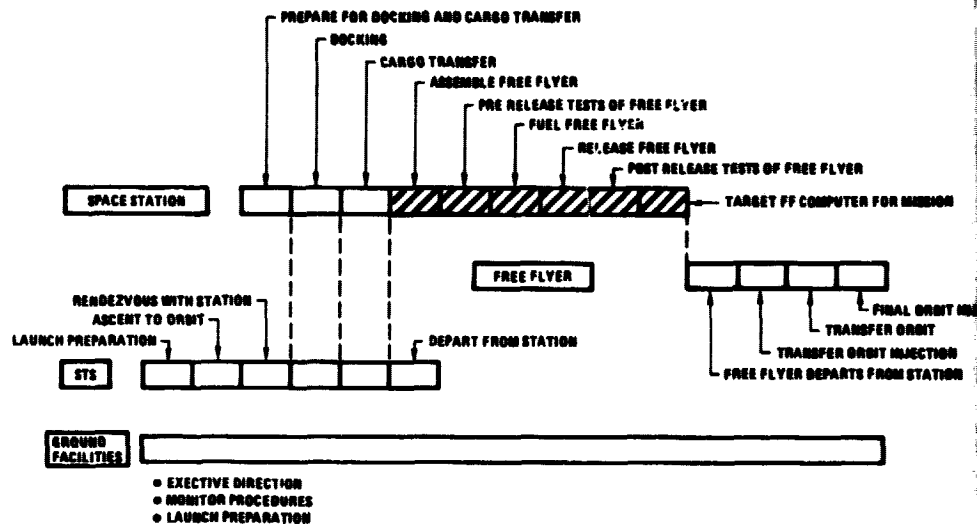 PREPARE FOR DOCKING AND CARGO TRANSFER
DOCKING
CARGO TRANSFER
ASSEMBLE FREE FLYER
PRE RELEASE TESTS OF FREE FLYER
FUEL FREE FLYER
RELEASE FREE FLYER
POST RELEASE TESTS OF FREE FLYER
SPACE STATION
TARGET FF COMPUTER FOR MISSION
FREE FLYER
RENDEZVOUS WITH STATION
ASCENT TO ORBIT
LAUNCH PREPARATION
DEPART FROM STATION
FINAL ORBIT
TRANSFER ORBIT
TRANSFER ORBIT INJECTION
FREE FLYER DEPARTS FROM STATION
STS
GROUND
FACILITIES
• EXECTIVE DIRECTION
• MONITOR PROCEDURES
• LAUNCH PREPARATION